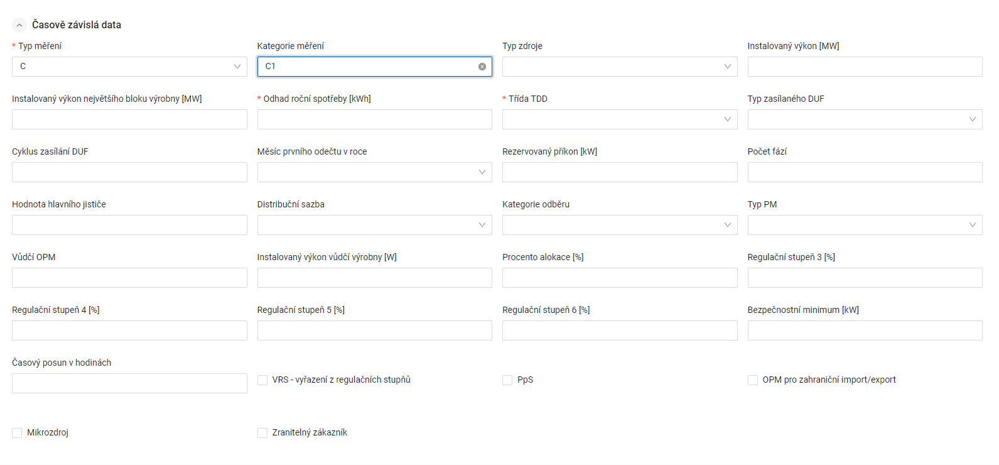 Časově závislá data
* Typ měření
Kategorie měření
Typ zdroje
Instalovaný výkon [MW]
C
C1
Instalovaný výkon největšího bloku výrobny [MW]
* Odhad roční spotřeby [kWh]
* Třída TDD
Typ zasílaného DUF
Cyklus zasílání DUF
Měsíc prvního odečtu v roce
Rezervovaný příkon [kW]
Počet fází
Hodnota hlavního jističe
Distribuční sazba
Kategorie odběru
Typ PM
Vůdčí OPM
Instalovaný výkon vůdčí výrobny [W]
Procento alokace [%]
Regulační stupeň 3 [%]
Regulační stupeň 4 [%]
Regulační stupeň 5 [%]
Regulační stupeň 6 [%]
Bezpečnostní minimum [kW]
Časový posun v hodinách
VRS - vyřazení z regulačních stupňů
PpS
OPM pro zahraniční import/export
Mikrozdroj
Zranitelný zákazník